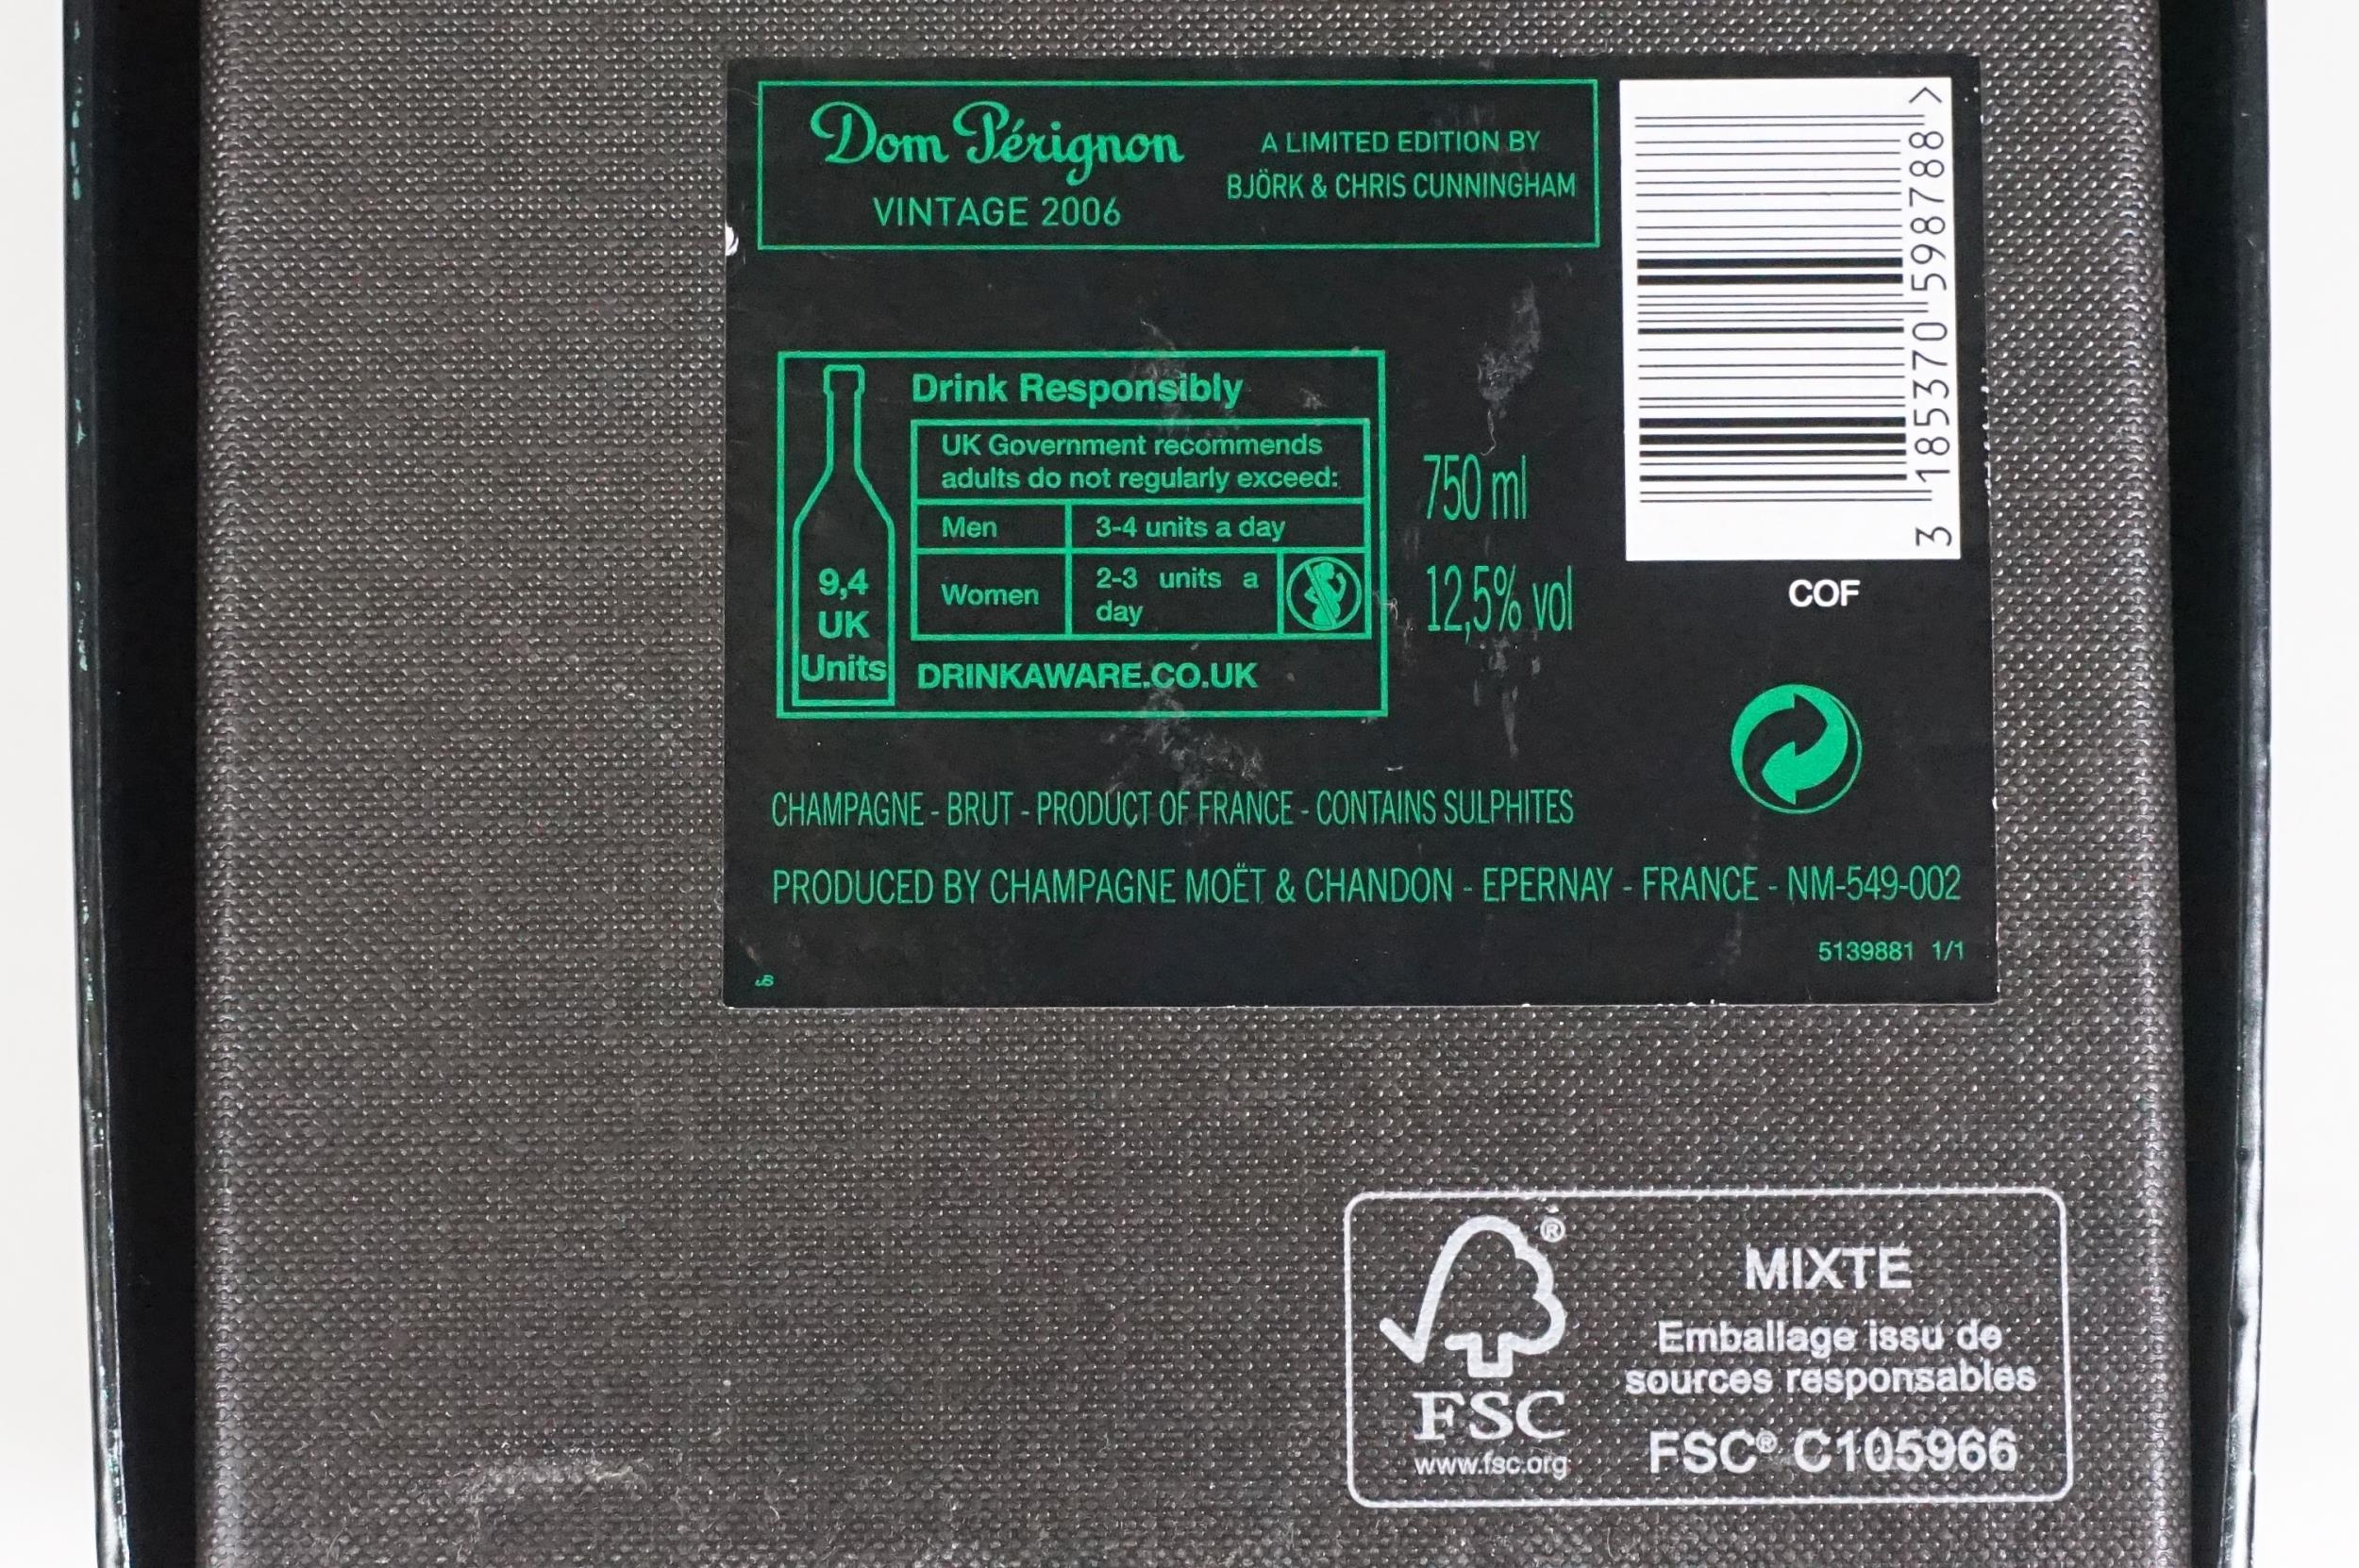 Dom Pérignon
VINTAGE 2006
A LIMITED EDITION BY
BJÖRK & CHRIS CUNNINGHAM
3 185370 598788 >
COF
Drink Responsibly
UK Government recommends
adults do not regularly exceed:
Men 3-4 units a day
Women 2-3 units a
day
9,4
UK
Units
DRINKAWARE.CO.UK
750 ml
12,5% vol
CHAMPAGNE - BRUT - PRODUCT OF FRANCE - CONTAINS SULPHITES
PRODUCED BY CHAMPAGNE MOËT & CHANDON - EPERNAY - FRANCE - NM-549-002
5139881 1/1
FSC
®
www.fsc.org
MIXTE
Emballage issu de
sources responsables
FSC® C105966